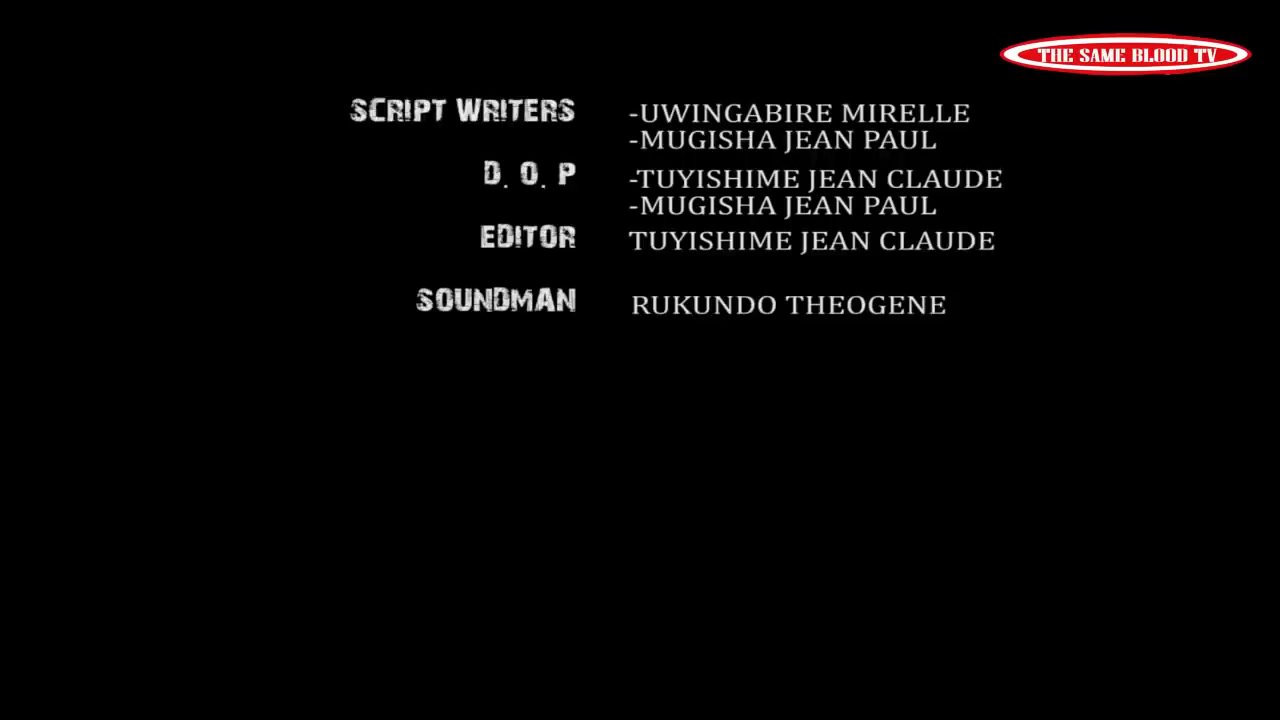 THE SAME BLOOD TV
SCRIPT WRITERS -UWINGABIRE MIRELLE
-MUGISHA JEAN PAUL
D. O. P -TUYISHIME JEAN CLAUDE
-MUGISHA JEAN PAUL
EDITOR TUYISHIME JEAN CLAUDE
SOUNDMAN RUKUNDO THEOGENE